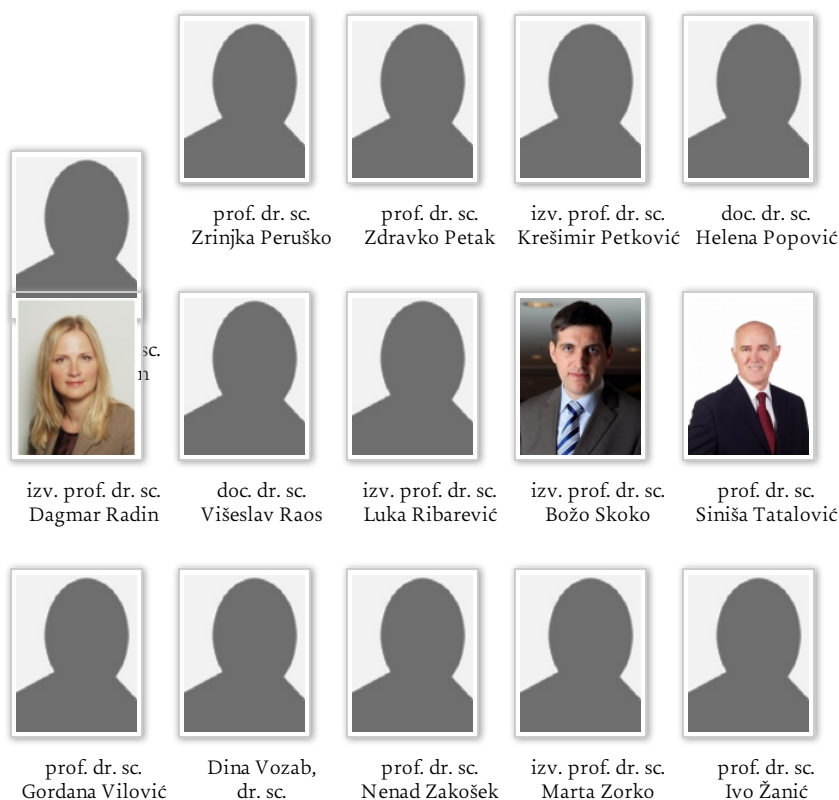 prof. dr. sc.
Zrinjka Peruško
prof. dr. sc.
Zdravko Petak
izv. prof. dr. sc.
Krešimir Petković
doc. dr. sc.
Helena Popović
sc.
izv. prof. dr. sc.
Dagmar Radin
doc. dr. sc.
Višeslav Raos
izv. prof. dr. sc.
Luka Ribarević
izv. prof. dr. sc.
Božo Skoko
prof. dr. sc.
Siniša Tatalović
prof. dr. sc.
Gordana Vilović
Dina Vozab,
dr. sc.
prof. dr. sc.
Nenad Zakošek
izv. prof. dr. sc.
Marta Zorko
prof. dr. sc.
Ivo Žanić